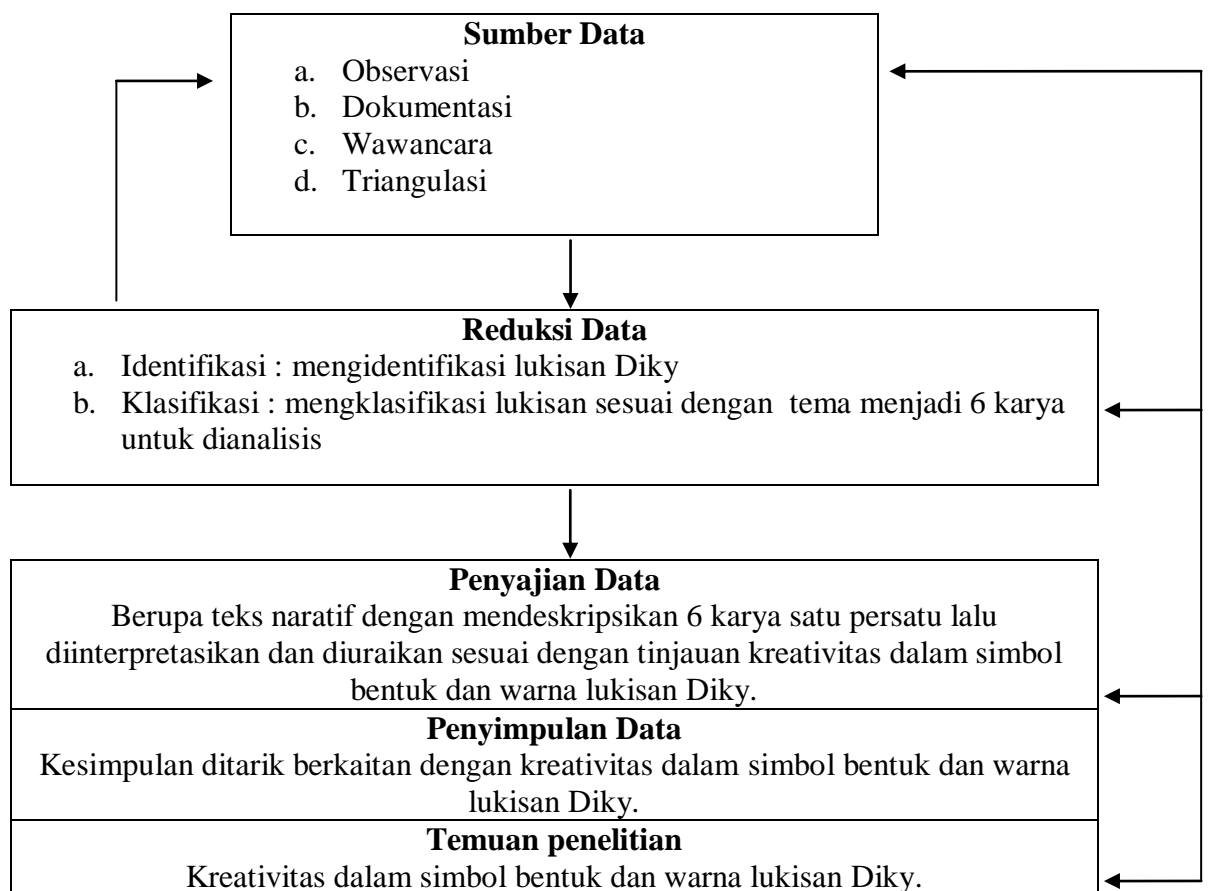 Sumber Data
a. Observasi
b. Dokumentasi
c. Wawancara
d. Triangulasi
Reduksi Data
a. Identifikasi : mengidentifikasi lukisan Diky
b. Klasifikasi : mengklasifikasi lukisan sesuai dengan tema menjadi 6 karya
untuk dianalisis
Penyajian Data
Berupa teks naratif dengan mendeskripsikan 6 karya satu persatu lalu
diinterpretasikan dan diuraikan sesuai dengan tinjauan kreativitas dalam simbol
bentuk dan warna lukisan Diky.
Penyimpulan Data
Kesimpulan ditarik berkaitan dengan kreativitas dalam simbol bentuk dan warna
lukisan Diky.
Temuan penelitian
Kreativitas dalam simbol bentuk dan warna lukisan Diky.